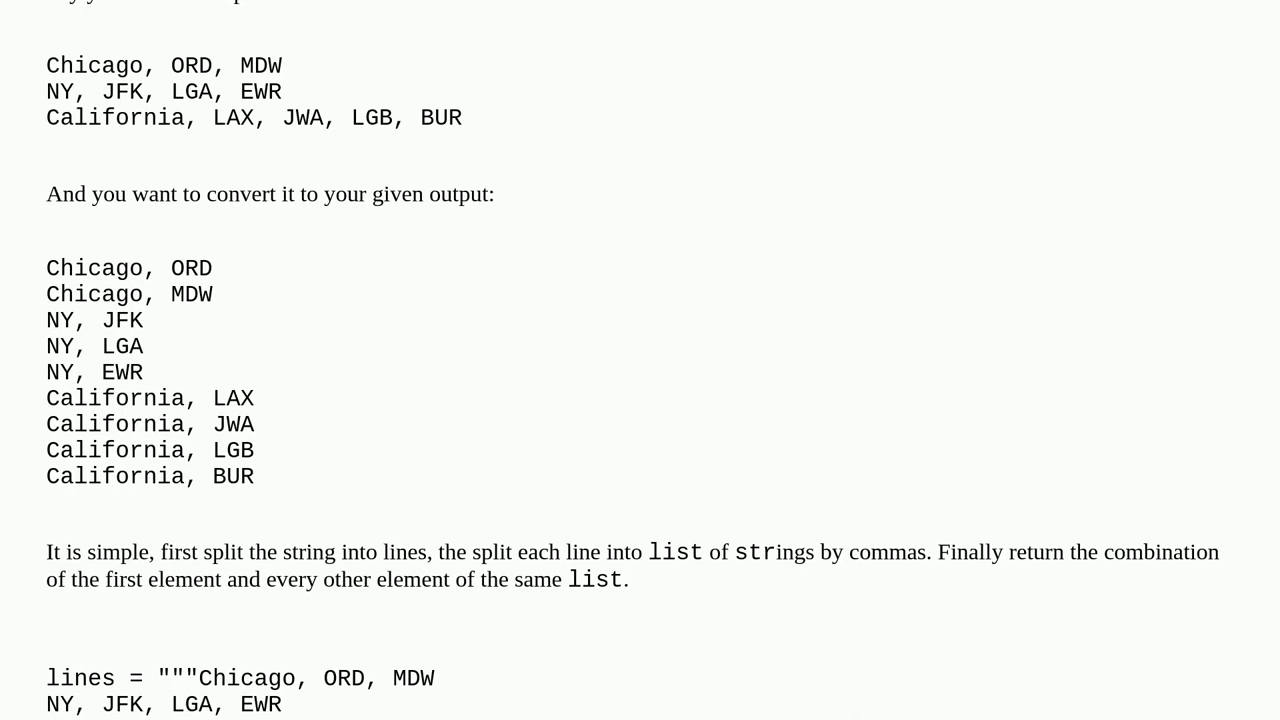 Chicago, ORD, MDW
NY, JFK, LGA, EWR
California, LAX, JWA, LGB, BUR
And you want to convert it to your given output:
Chicago, ORD
Chicago, MDW
NY, JFK
NY, LGA
NY, EWR
California, LAX
California, JWA
California, LGB
California, BUR
It is simple, first split the string into lines, the split each line into list of strings by commas. Finally return the combination
of the first element and every other element of the same list.
lines = """Chicago, ORD, MDW
NY, JFK, LGA, EWR